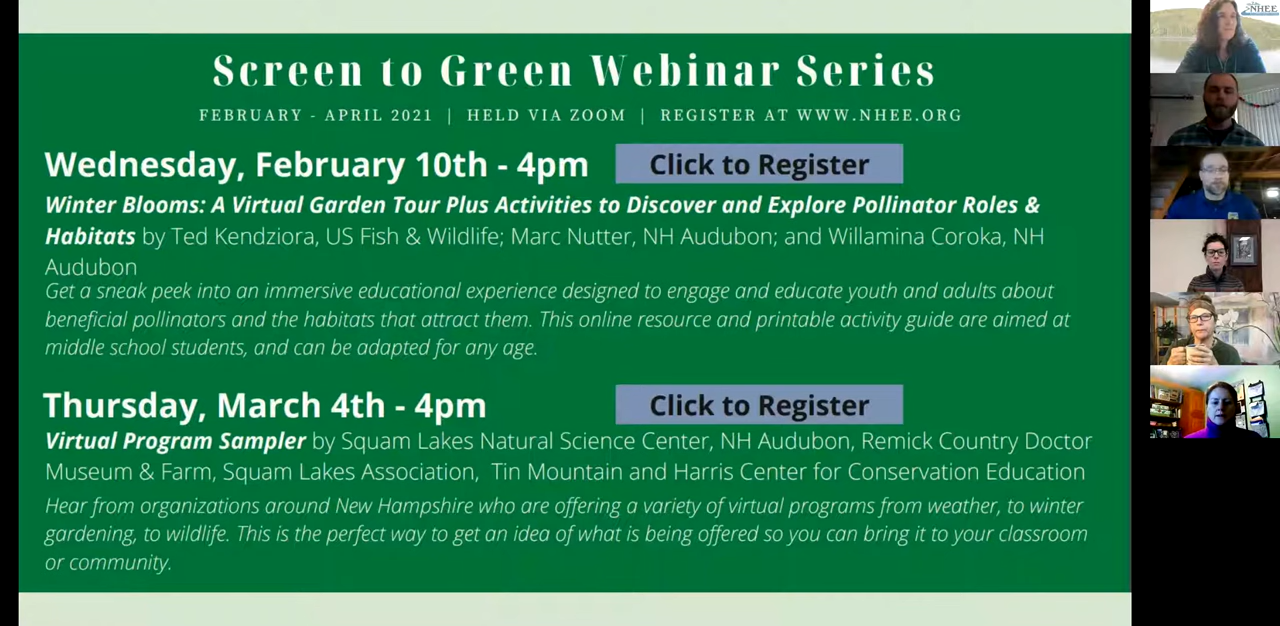 Screen to Green Webinar Series
FEBRUARY - APRIL 2021 | HELD VIA ZOOM | REGISTER AT WWW.NHEE.ORG
Wednesday, February 10th - 4pm
Click to Register
Winter Blooms: A Virtual Garden Tour Plus Activities to Discover and Explore Pollinator Roles &
Habitats by Ted Kendziora, US Fish & Wildlife; Marc Nutter, NH Audubon; and Willamina Coroka, NH
Audubon
Get a sneak peek into an immersive educational experience designed to engage and educate youth and adults about
beneficial pollinators and the habitats that attract them. This online resource and printable activity guide are aimed at
middle school students, and can be adapted for any age.
Thursday, March 4th - 4pm
Click to Register
Virtual Program Sampler by Squam Lakes Natural Science Center, NH Audubon, Remick Country Doctor
Museum & Farm, Squam Lakes Association, Tin Mountain and Harris Center for Conservation Education
Hear from organizations around New Hampshire who are offering a variety of virtual programs from weather, to winter
gardening, to wildlife. This is the perfect way to get an idea of what is being offered so you can bring it to your classroom
or community.
NHEE